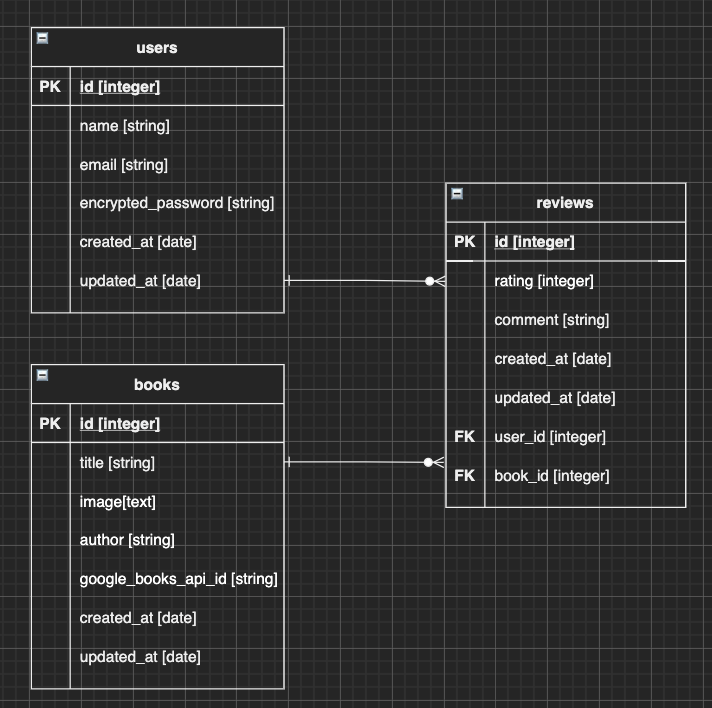 users
PK id [integer]
name [string]
email [string]
encrypted_password [string]
created_at [date]
updated_at [date]
reviews
PK id [integer]
rating [integer]
comment [string]
created_at [date]
updated_at [date]
FK user_id [integer]
FK book_id [integer]
books
PK id [integer]
title [string]
image[text]
author [string]
google_books_api_id [string]
created_at [date]
updated_at [date]